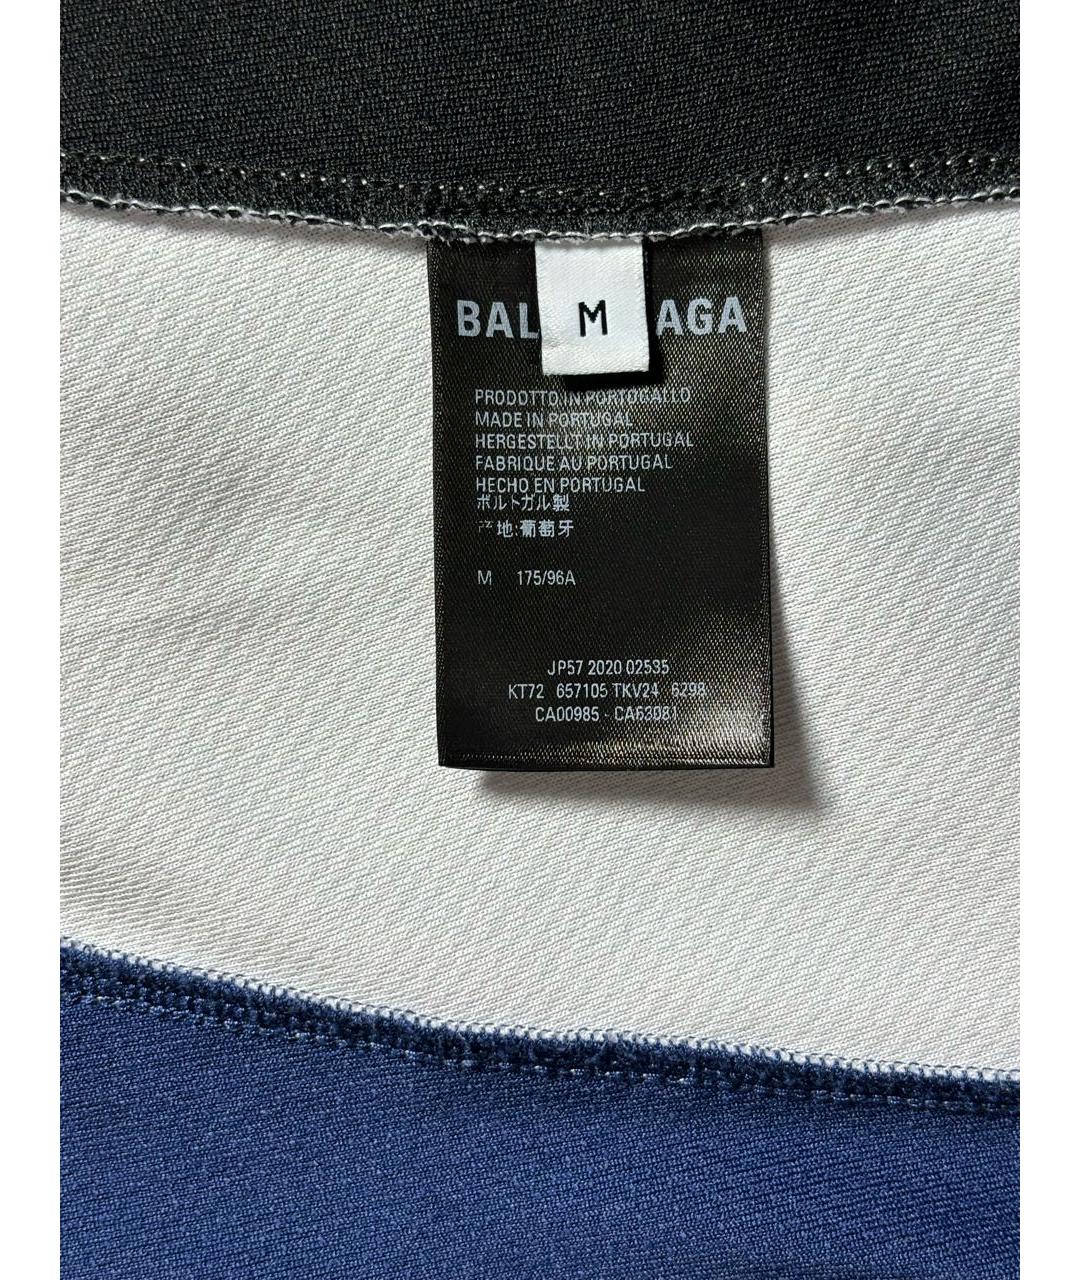 BAL M AGA
PRODOTTO IN PORTOGALLO
MADE IN PORTUGAL
HERGESTELLT IN PORTUGAL
FABRIQUE AU PORTUGAL
HECHO EN PORTUGAL
ポルトガル製
产地:葡萄牙
M 175/96A
JP57 2020 02535
KT72 657105 TKV24 6298
CA00985 - CA63081